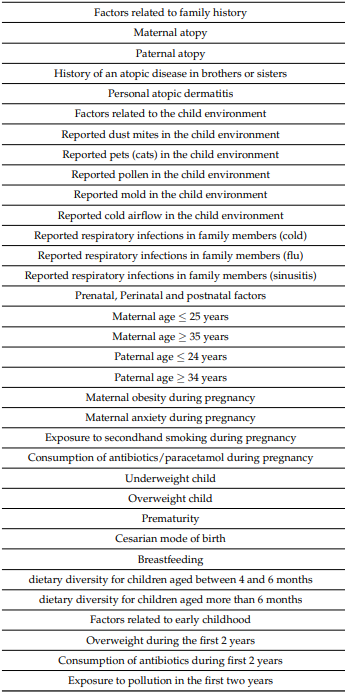 Factors related to family history
Maternal atopy
Paternal atopy
History of an atopic disease in brothers or sisters
Personal atopic dermatitis
Factors related to the child environment
Reported dust mites in the child environment
Reported pets (cats) in the child environment
Reported pollen in the child environment
Reported mold in the child environment
Reported cold airflow in the child environment
Reported respiratory infections in family members (cold)
Reported respiratory infections in family members (flu)
Reported respiratory infections in family members (sinusitis)
Prenatal, Perinatal and postnatal factors
Maternal age ≤ 25 years
Maternal age ≥ 35 years
Paternal age ≤ 24 years
Paternal age ≥ 34 years
Maternal obesity during pregnancy
Maternal anxiety during pregnancy
Exposure to secondhand smoking during pregnancy
Consumption of antibiotics/paracetamol during pregnancy
Underweight child
Overweight child
Prematurity
Cesarian mode of birth
Breastfeeding
dietary diversity for children aged between 4 and 6 months
dietary diversity for children aged more than 6 months
Factors related to early childhood
Overweight during the first 2 years
Consumption of antibiotics during first 2 years
Exposure to pollution in the first two years